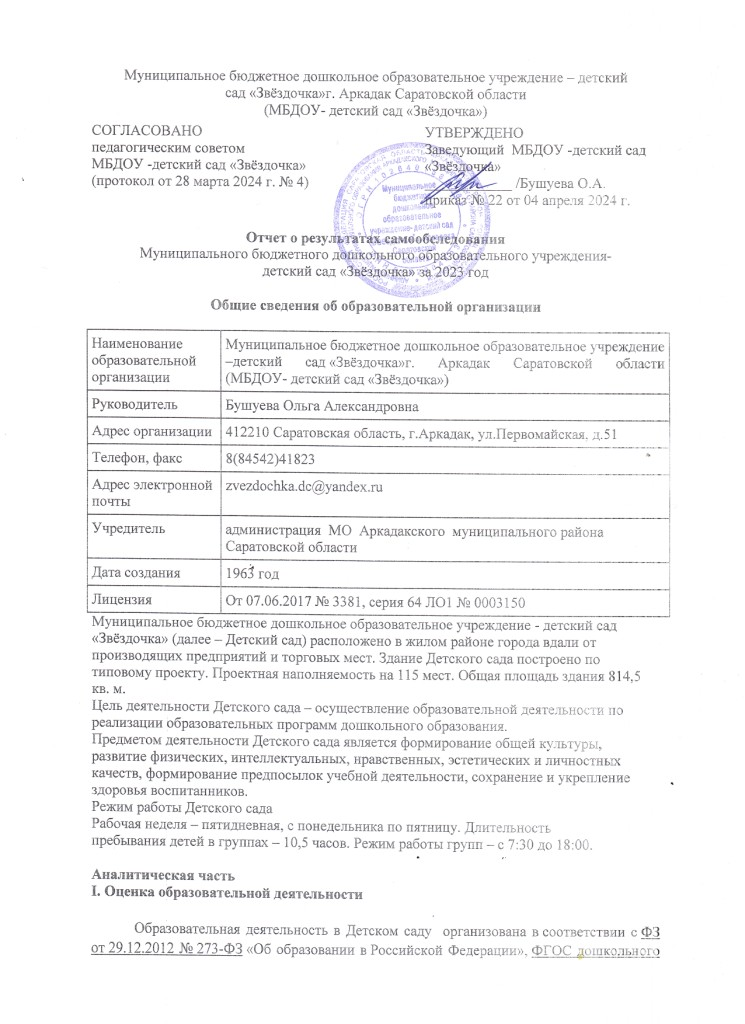 Муниципальное бюджетное дошкольное образовательное учреждение – детский
сад «Звёздочка»г. Аркадак Саратовской области
(МБДОУ- детский сад «Звёздочка»)
СОГЛАСОВАНО
педагогическим советом
МБДОУ -детский сад «Звёздочка»
(протокол от 28 марта 2024 г. № 4)
УТВЕРЖДЕНО
Заведующий МБДОУ -детский сад
«Звёздочка»
____________ /Бушуева О.А.
приказ № 22 от 04 апреля 2024 г.
Муниципальное
бюджетное
дошкольное
образовательное
учреждение-детский сад
Отчет о результатах самообследования
Муниципального бюджетного дошкольного образовательного учреждения-
детский сад «Звёздочка» за 2023 год
Общие сведения об образовательной организации
Наименование
образовательной
организации
Муниципальное бюджетное дошкольное образовательное учреждение
–детский сад «Звёздочка»г. Аркадак Саратовской области
(МБДОУ- детский сад «Звёздочка»)
Руководитель
Бушуева Ольга Александровна
Адрес организации
412210 Саратовская область, г.Аркадак, ул.Первомайская, д.51
Телефон, факс
8(84542)41823
Адрес электронной
почты
zvezdochka.dc@yandex.ru
Учредитель
администрация МО Аркадакского муниципального района
Саратовской области
Дата создания
1963 год
Лицензия
От 07.06.2017 № 3381, серия 64 ЛО1 № 0003150
Муниципальное бюджетное дошкольное образовательное учреждение - детский сад
«Звёздочка» (далее – Детский сад) расположено в жилом районе города вдали от
производящих предприятий и торговых мест. Здание Детского сада построено по
типовому проекту. Проектная наполняемость на 115 мест. Общая площадь здания 814,5
кв. м.
Цель деятельности Детского сада – осуществление образовательной деятельности по
реализации образовательных программ дошкольного образования.
Предметом деятельности Детского сада является формирование общей культуры,
развитие физических, интеллектуальных, нравственных, эстетических и личностных
качеств, формирование предпосылок учебной деятельности, сохранение и укрепление
здоровья воспитанников.
Режим работы Детского сада
Рабочая неделя – пятидневная, с понедельника по пятницу. Длительность
пребывания детей в группах – 10,5 часов. Режим работы групп – с 7:30 до 18:00.
Аналитическая часть
I. Оценка образовательной деятельности
Образовательная деятельность в Детском саду организована в соответствии с ФЗ
от 29.12.2012 № 273-ФЗ «Об образовании в Российской Федерации», ФГОС дошкольного